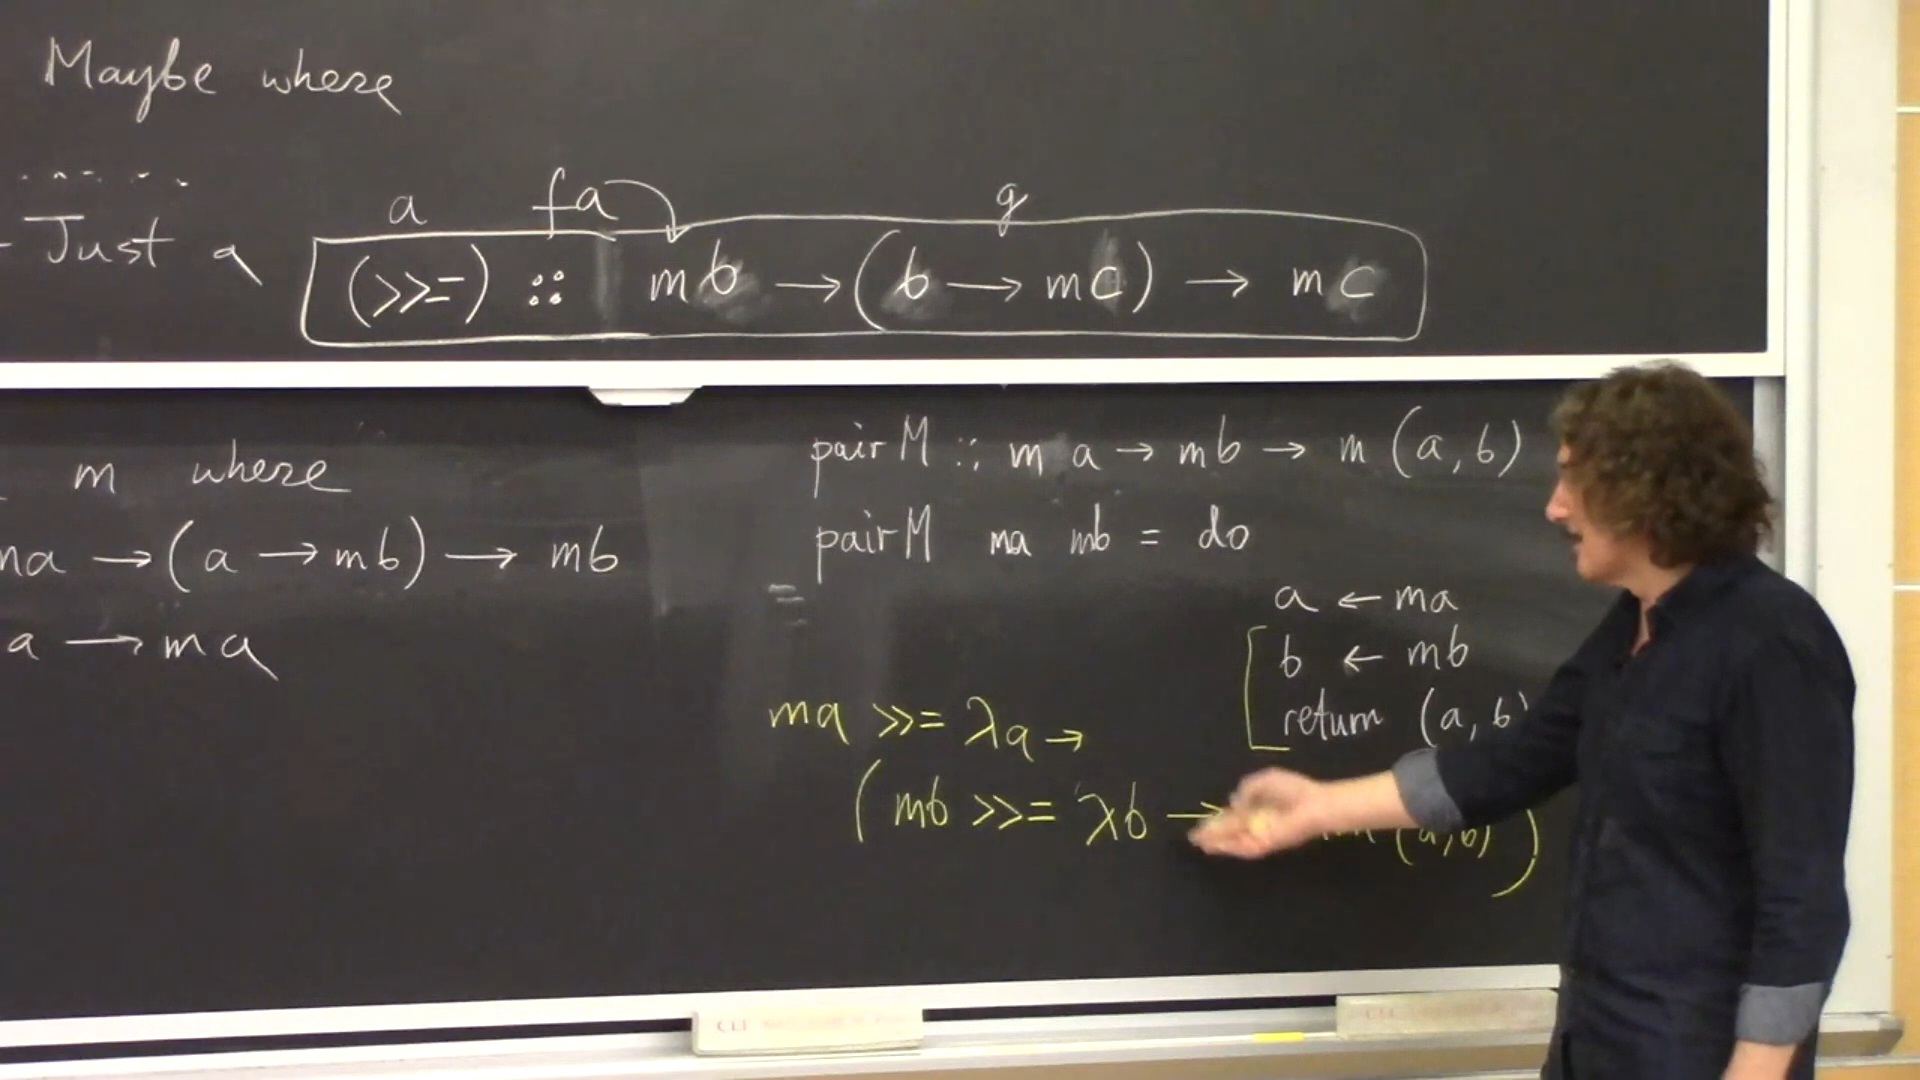 Maybe where
.......
Just a
a fa g
(>>=) :: mb → (b → mc) → mc
m where
ma → (a → mb) → mb
a → ma
pairM :: m a → mb → m (a, b)
pairM ma mb = do
=
a ← ma
b ← mb
return (a, b)
ma >>= λa →
(mb >>= λb → (a,b))